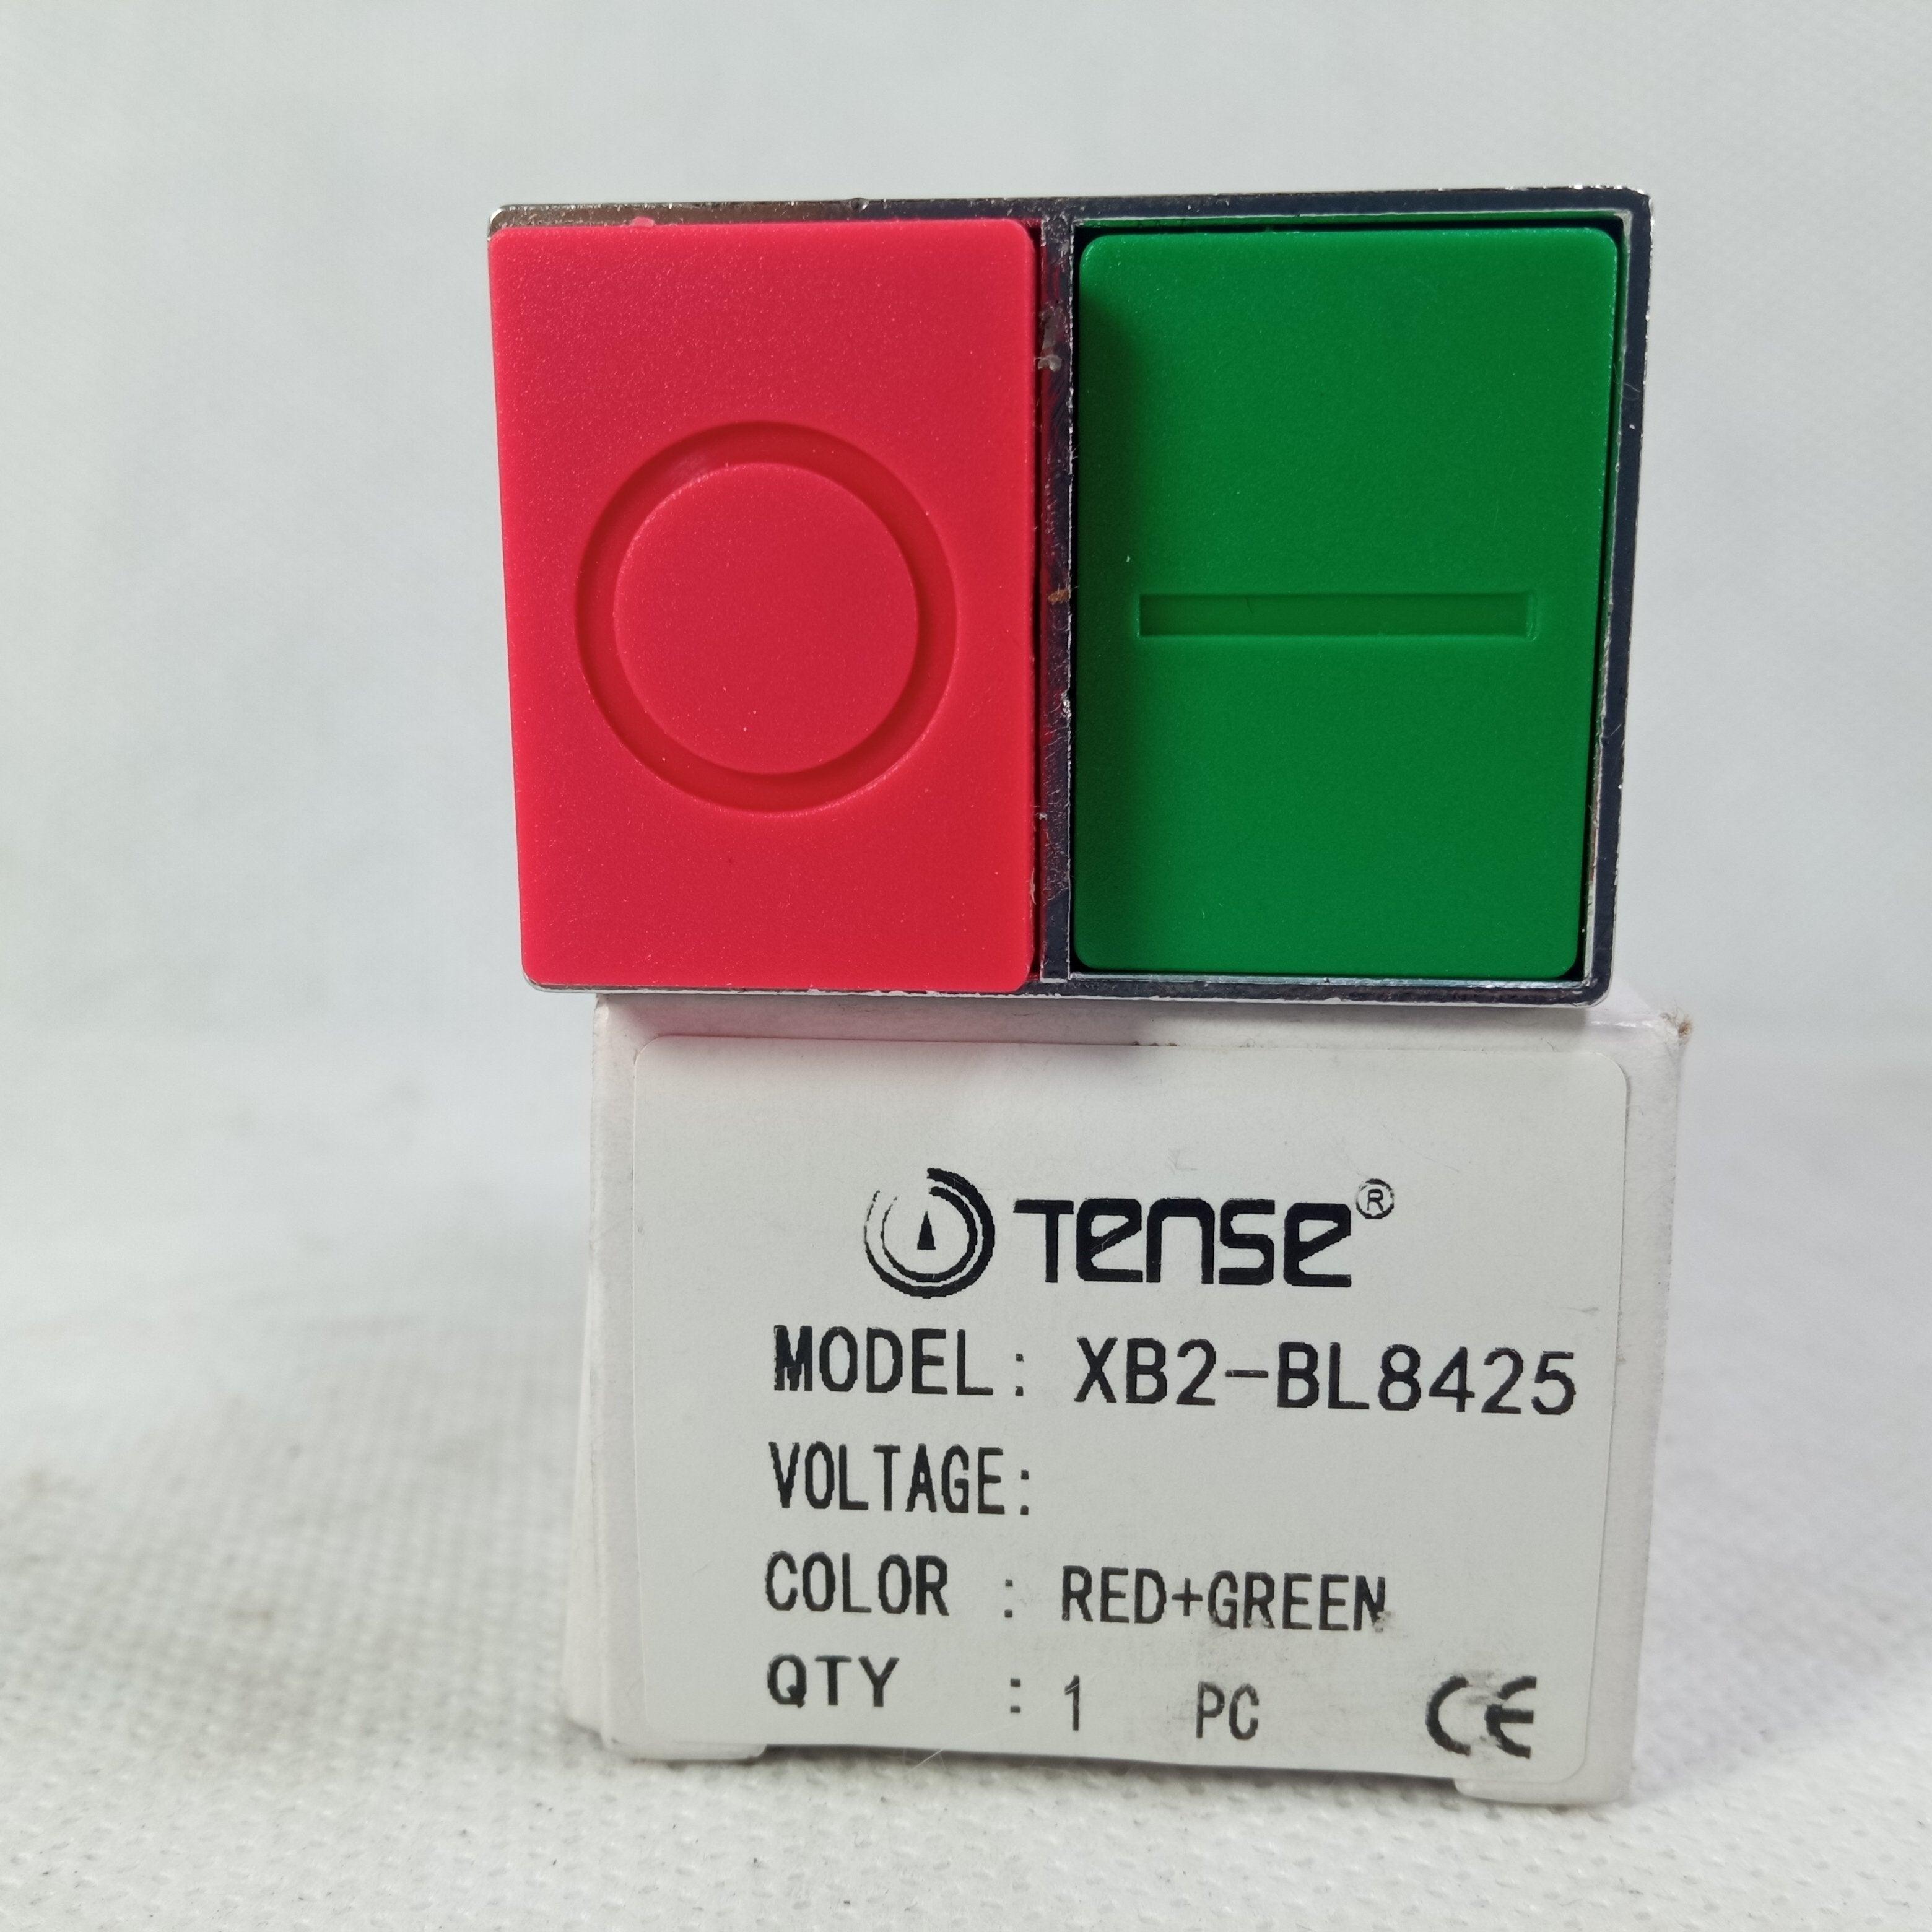 TENSE®
MODEL: XB2-BL8425
VOLTAGE:
COLOR : RED+GREEN
QTY : 1 PC CE